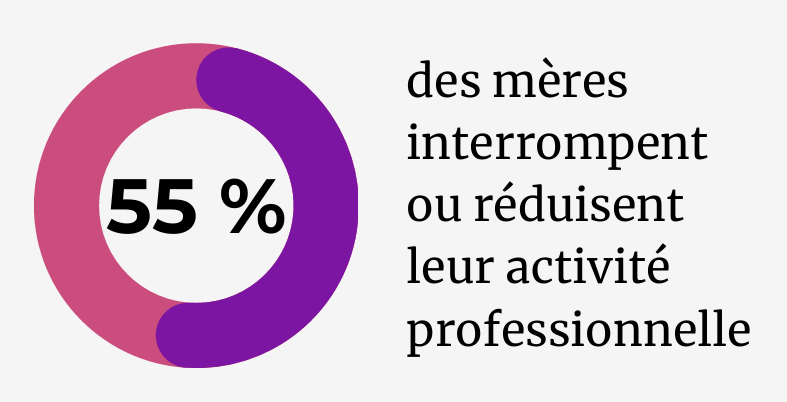 55 %
des mères
interrompent
ou réduisent
leur activité
professionnelle